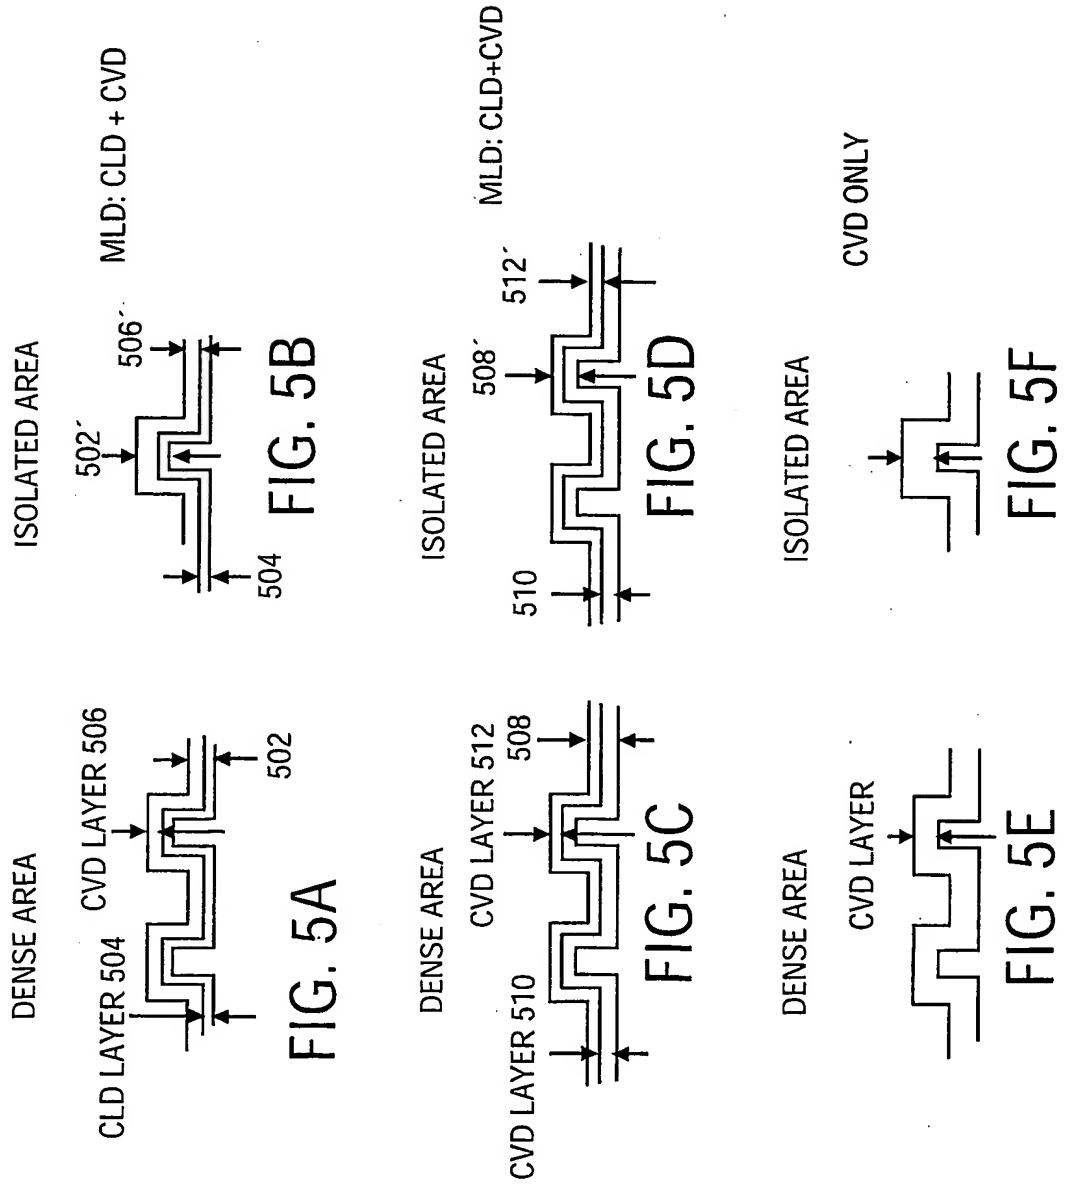 DENSE AREA
ISOLATED AREA
CLD LAYER 504
CVD LAYER 506
502
502´
506´
504
MLD: CLD + CVD
FIG. 5A
FIG. 5B
DENSE AREA
ISOLATED AREA
CVD LAYER 510
CVD LAYER 512
508
510
508´
512´
MLD: CLD+CVD
FIG. 5C
FIG. 5D
DENSE AREA
ISOLATED AREA
CVD LAYER
CVD ONLY
FIG. 5E
FIG. 5F